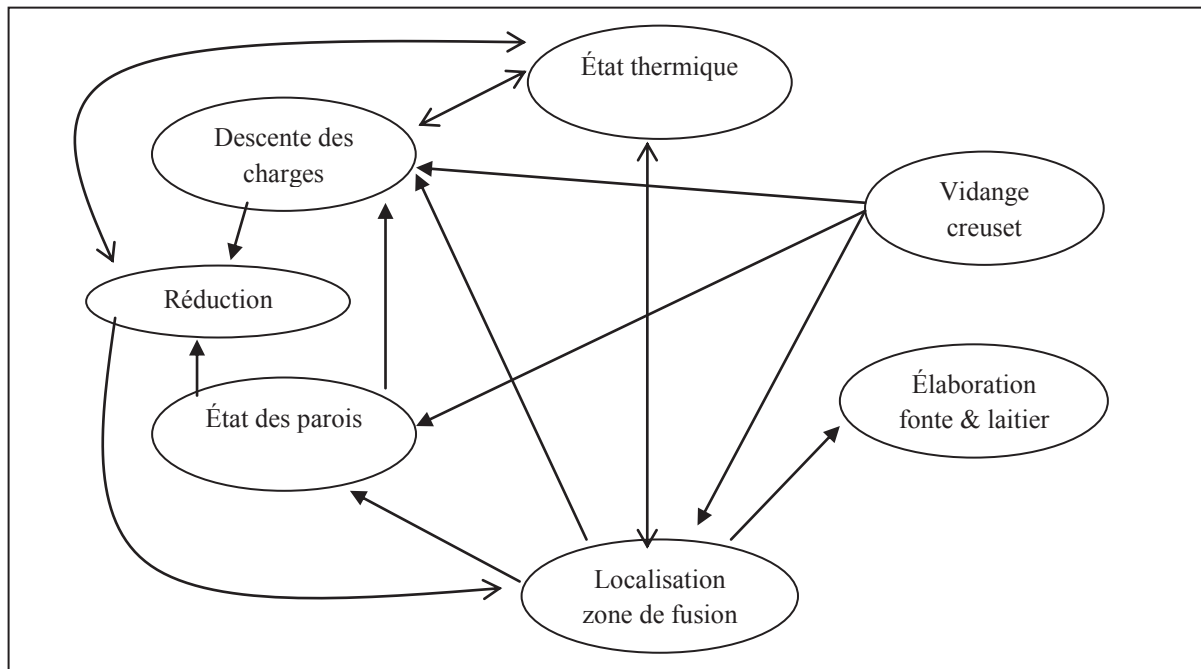 État thermique
Descente des
charges
Vidange
creuset
Réduction
État des parois
Élaboration
fonte & laitier
Localisation
zone de fusion